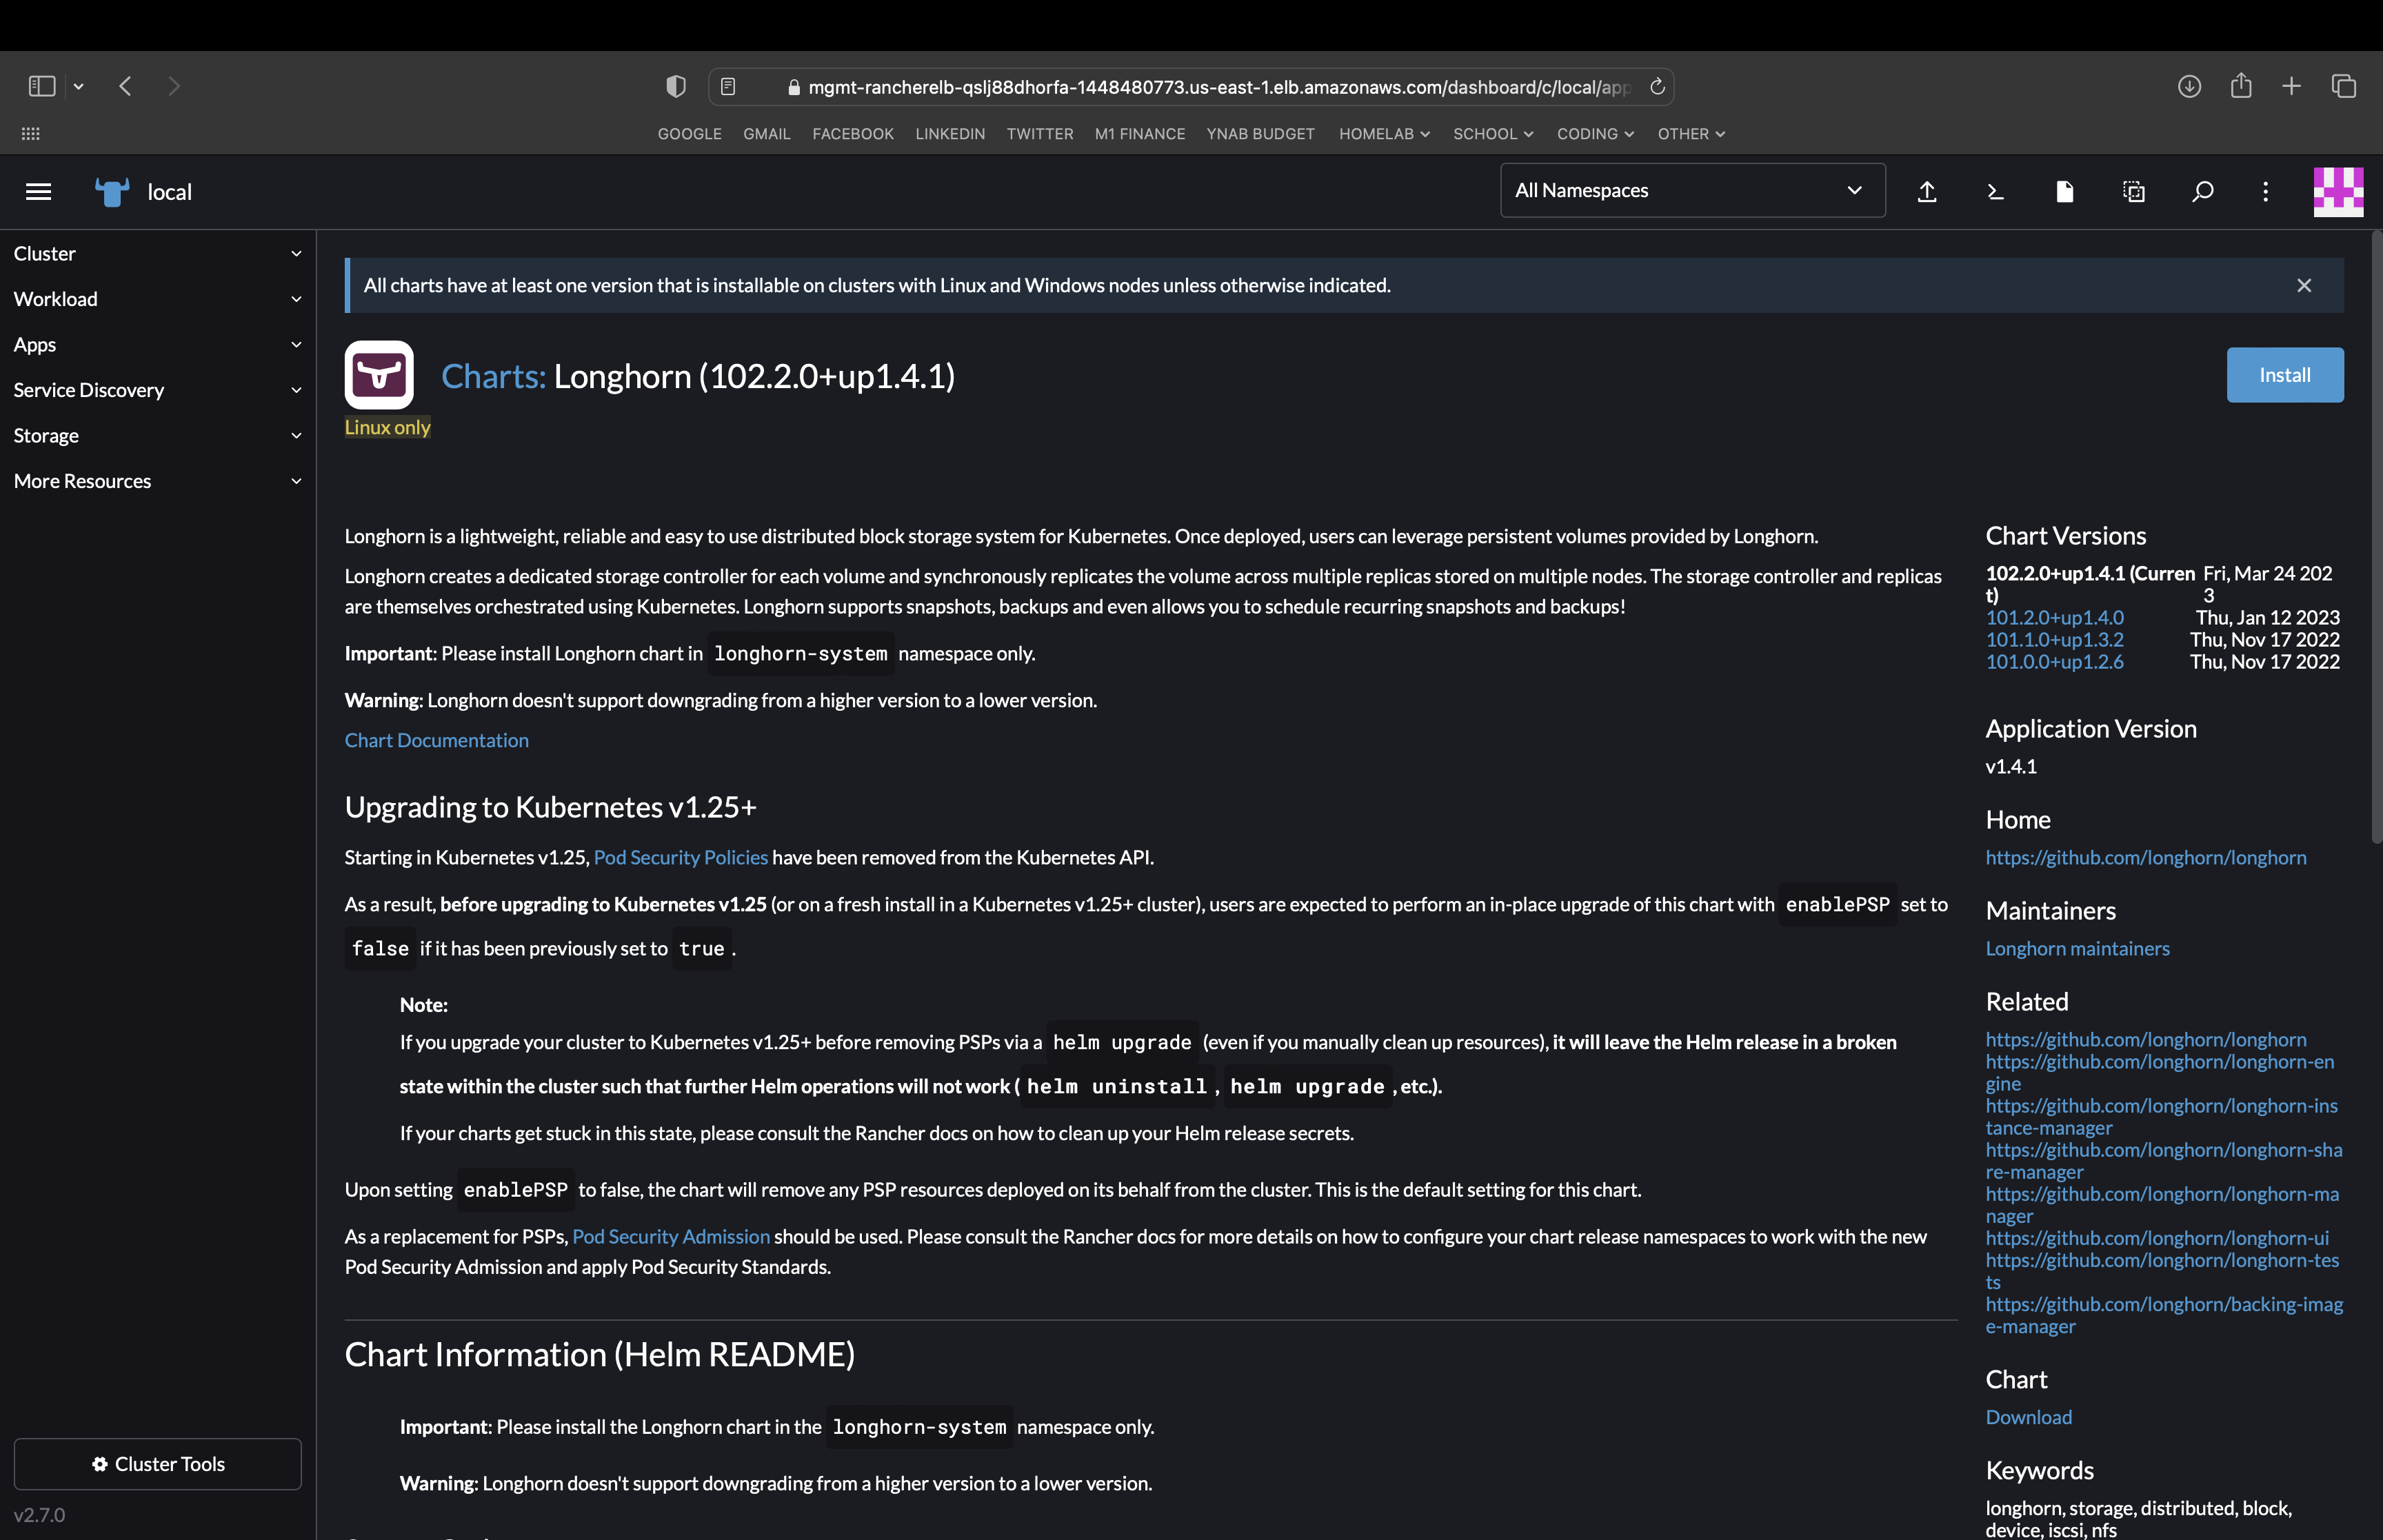 mgmt-rancherelb-qslj88dhorfa-1448480773.us-east-1.elb.amazonaws.com/dashboard/c/local/app
GOOGLE GMAIL FACEBOOK LINKEDIN TWITTER M1 FINANCE YNAB BUDGET HOMELAB SCHOOL CODING OTHER
local
All Namespaces
Cluster
Workload
Apps
Service Discovery
Storage
More Resources
Cluster Tools
v2.7.0
All charts have at least one version that is installable on clusters with Linux and Windows nodes unless otherwise indicated.
Charts: Longhorn (102.2.0+up1.4.1)
Install
Linux only
Longhorn is a lightweight, reliable and easy to use distributed block storage system for Kubernetes. Once deployed, users can leverage persistent volumes provided by Longhorn.
Longhorn creates a dedicated storage controller for each volume and synchronously replicates the volume across multiple replicas stored on multiple nodes. The storage controller and replicas
are themselves orchestrated using Kubernetes. Longhorn supports snapshots, backups and even allows you to schedule recurring snapshots and backups!
Important: Please install Longhorn chart in longhorn-system namespace only.
Warning: Longhorn doesn't support downgrading from a higher version to a lower version.
Chart Documentation
Upgrading to Kubernetes v1.25+
Starting in Kubernetes v1.25, Pod Security Policies have been removed from the Kubernetes API.
As a result, before upgrading to Kubernetes v1.25 (or on a fresh install in a Kubernetes v1.25+ cluster), users are expected to perform an in-place upgrade of this chart with enablePSP set to
false if it has been previously set to true .
Note:
If you upgrade your cluster to Kubernetes v1.25+ before removing PSPs via a helm upgrade (even if you manually clean up resources), it will leave the Helm release in a broken
state within the cluster such that further Helm operations will not work ( helm uninstall , helm upgrade , etc.).
If your charts get stuck in this state, please consult the Rancher docs on how to clean up your Helm release secrets.
Upon setting enablePSP to false, the chart will remove any PSP resources deployed on its behalf from the cluster. This is the default setting for this chart.
As a replacement for PSPs, Pod Security Admission should be used. Please consult the Rancher docs for more details on how to configure your chart release namespaces to work with the new
Pod Security Admission and apply Pod Security Standards.
Chart Information (Helm README)
Important: Please install the Longhorn chart in the longhorn-system namespace only.
Warning: Longhorn doesn't support downgrading from a higher version to a lower version.
Chart Versions
102.2.0+up1.4.1 (Curren Fri, Mar 24 202
t) 3
101.2.0+up1.4.0 Thu, Jan 12 2023
101.1.0+up1.3.2 Thu, Nov 17 2022
101.0.0+up1.2.6 Thu, Nov 17 2022
Application Version
v1.4.1
Home
https://github.com/longhorn/longhorn
Maintainers
Longhorn maintainers
Related
https://github.com/longhorn/longhorn
https://github.com/longhorn/longhorn-en
gine
https://github.com/longhorn/longhorn-ins
tance-manager
https://github.com/longhorn/longhorn-sha
re-manager
https://github.com/longhorn/longhorn-ma
nager
https://github.com/longhorn/longhorn-ui
https://github.com/longhorn/longhorn-tes
ts
https://github.com/longhorn/backing-imag
e-manager
Chart
Download
Keywords
longhorn, storage, distributed, block,
device, iscsi, nfs